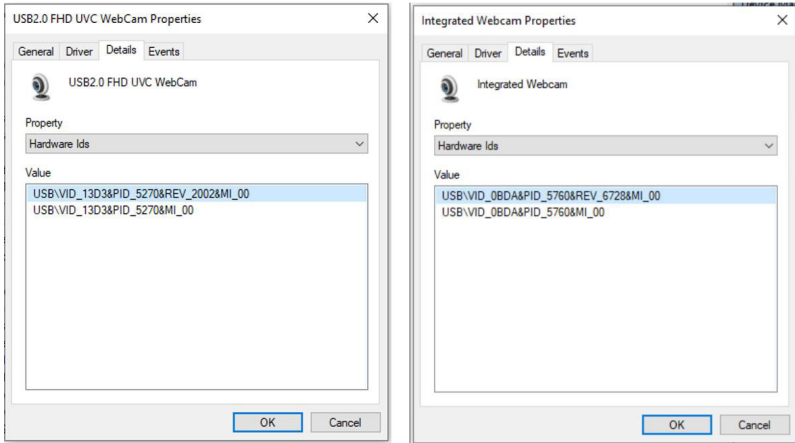 USB2.0 FHD UVC WebCam Properties
General Driver Details Events
USB2.0 FHD UVC WebCam
Property
Hardware Ids
Value
USB\VID_13D3&PID_5270&REV_2002&MI_00
USB\VID_13D3&PID_5270&MI_00
OK Cancel
Integrated Webcam Properties
General Driver Details Events
Integrated Webcam
Property
Hardware Ids
Value
USB\VID_0BDA&PID_5760&REV_6728&MI_00
USB\VID_0BDA&PID_5760&MI_00
OK Cancel